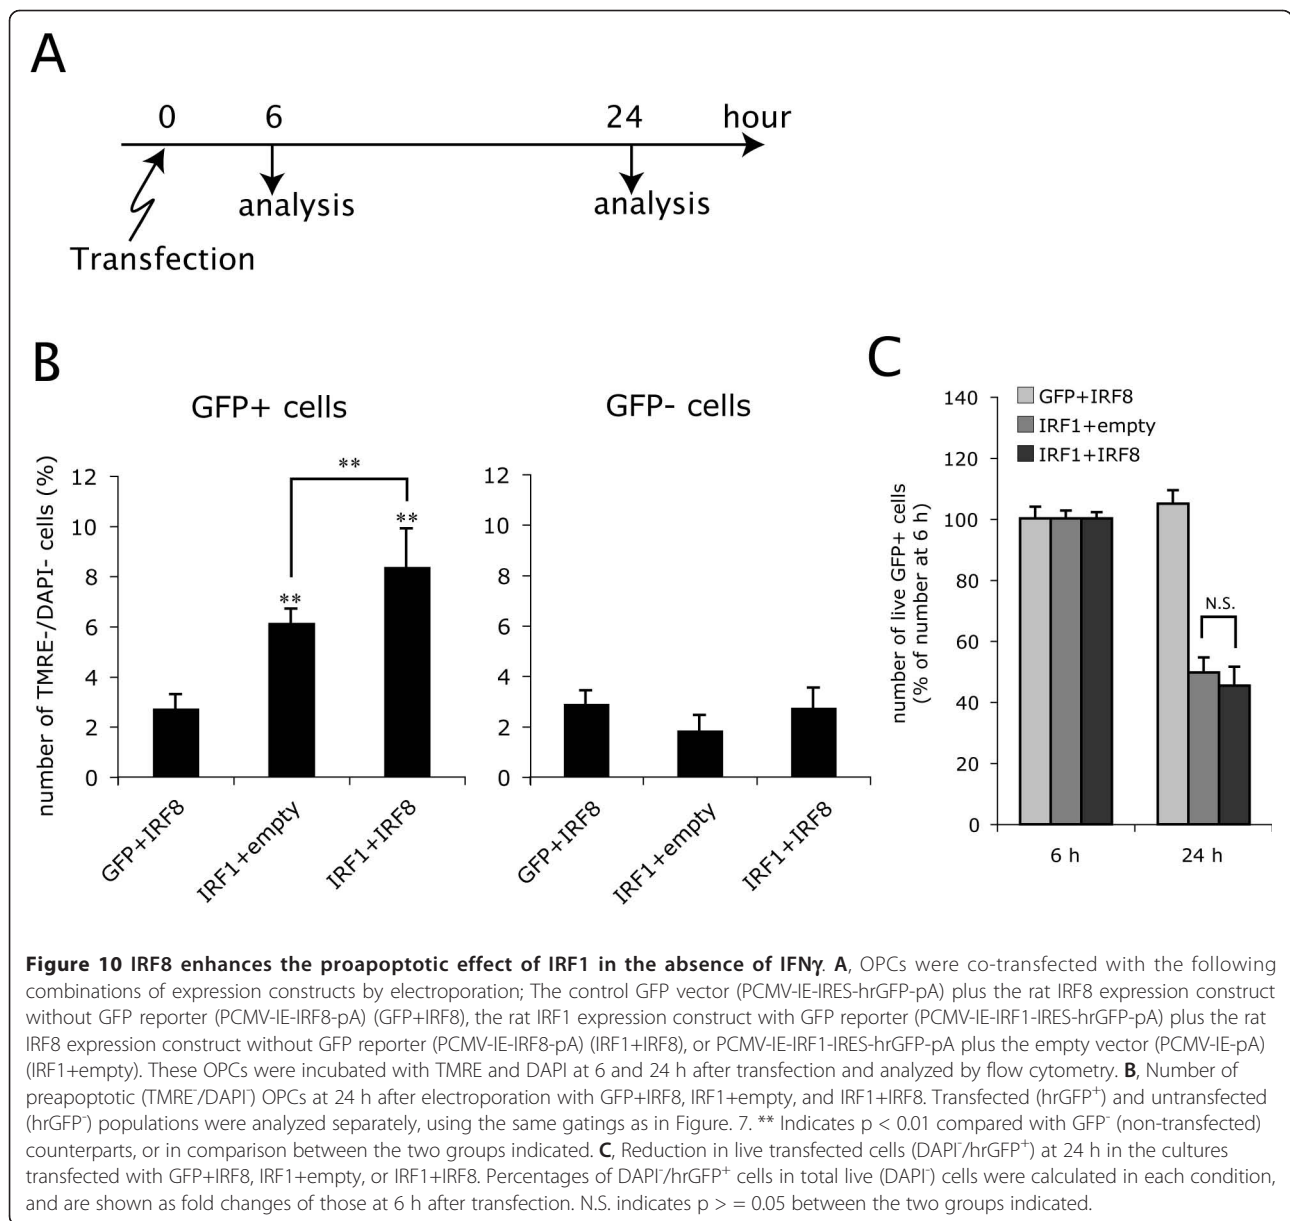 A
0 6 24 hour
analysis analysis
Transfection
B
GFP+ cells
GFP- cells
number of TMRE-/DAPI- cells (%)
12
10
8
6
4
2
0
**
**
**
GFP+IRF8
IRF1+empty
IRF1+IRF8
12
10
8
6
4
2
0
GFP+IRF8
IRF1+empty
IRF1+IRF8
C
GFP+IRF8
IRF1+empty
IRF1+IRF8
number of live GFP+ cells
(% of number at 6 h)
140
120
100
80
60
40
20
0
N.S.
6 h 24 h
Figure 10 IRF8 enhances the proapoptotic effect of IRF1 in the absence of IFNγ. A, OPCs were co-transfected with the following
combinations of expression constructs by electroporation; The control GFP vector (PCMV-IE-IRES-hrGFP-pA) plus the rat IRF8 expression construct
without GFP reporter (PCMV-IE-IRF8-pA) (GFP+IRF8), the rat IRF1 expression construct with GFP reporter (PCMV-IE-IRF1-IRES-hrGFP-pA) plus the rat
IRF8 expression construct without GFP reporter (PCMV-IE-IRF8-pA) (IRF1+IRF8), or PCMV-IE-IRF1-IRES-hrGFP-pA plus the empty vector (PCMV-IE-pA)
(IRF1+empty). These OPCs were incubated with TMRE and DAPI at 6 and 24 h after transfection and analyzed by flow cytometry. B, Number of
preapoptotic (TMRE⁻/DAPI⁻) OPCs at 24 h after electroporation with GFP+IRF8, IRF1+empty, and IRF1+IRF8. Transfected (hrGFP⁺) and untransfected
(hrGFP⁻) populations were analyzed separately, using the same gatings as in Figure. 7. ** Indicates p < 0.01 compared with GFP⁻ (non-transfected)
counterparts, or in comparison between the two groups indicated. C, Reduction in live transfected cells (DAPI⁻/hrGFP⁺) at 24 h in the cultures
transfected with GFP+IRF8, IRF1+empty, or IRF1+IRF8. Percentages of DAPI⁻/hrGFP⁺ cells in total live (DAPI⁻) cells were calculated in each condition,
and are shown as fold changes of those at 6 h after transfection. N.S. indicates p > = 0.05 between the two groups indicated.